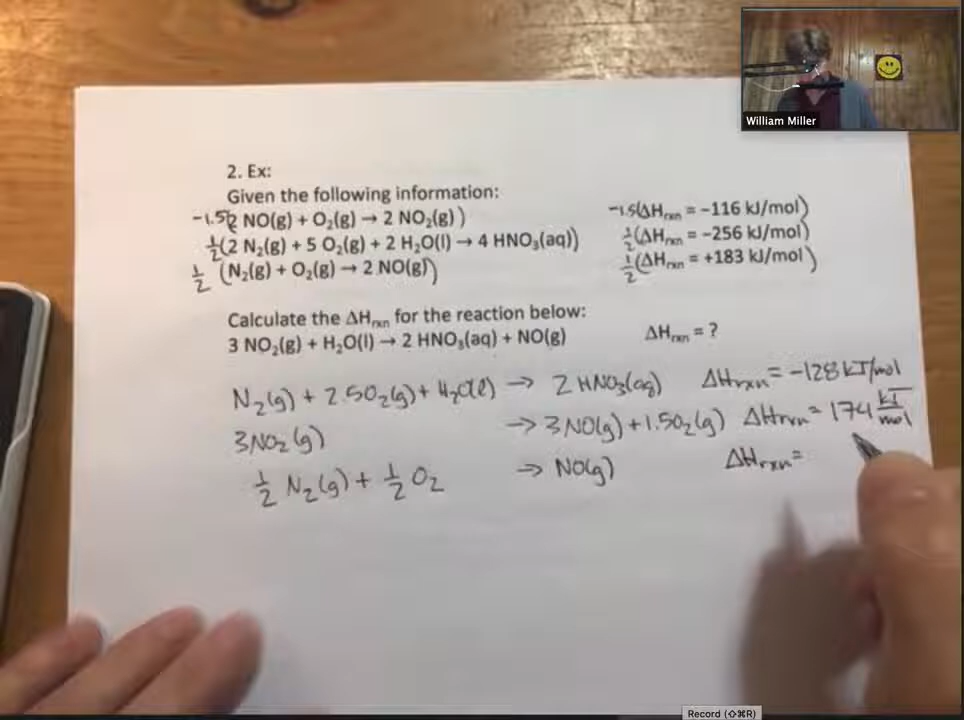 William Miller
2. Ex:
Given the following information:
-1.5(2 NO(g) + O₂(g) → 2 NO₂(g)) -1.5(ΔHrxn = -116 kJ/mol)
½(2 N₂(g) + 5 O₂(g) + 2 H₂O(l) → 4 HNO₃(aq)) ½(ΔHrxn = -256 kJ/mol)
½ (N₂(g) + O₂(g) → 2 NO(g)) ½(ΔHrxn = +183 kJ/mol)
Calculate the ΔHrxn for the reaction below:
3 NO₂(g) + H₂O(l) → 2 HNO₃(aq) + NO(g) ΔHrxn = ?
N₂(g) + 2.5O₂(g) + H₂O(l) → 2 HNO₃(aq) ΔHrxn = -128 kJ/mol
3NO₂(g) → 3NO(g) + 1.5O₂(g) ΔHrxn = 174 kJ/mol
½ N₂(g) + ½ O₂ → NO(g) ΔHrxn =
Record (⇧⌘R)